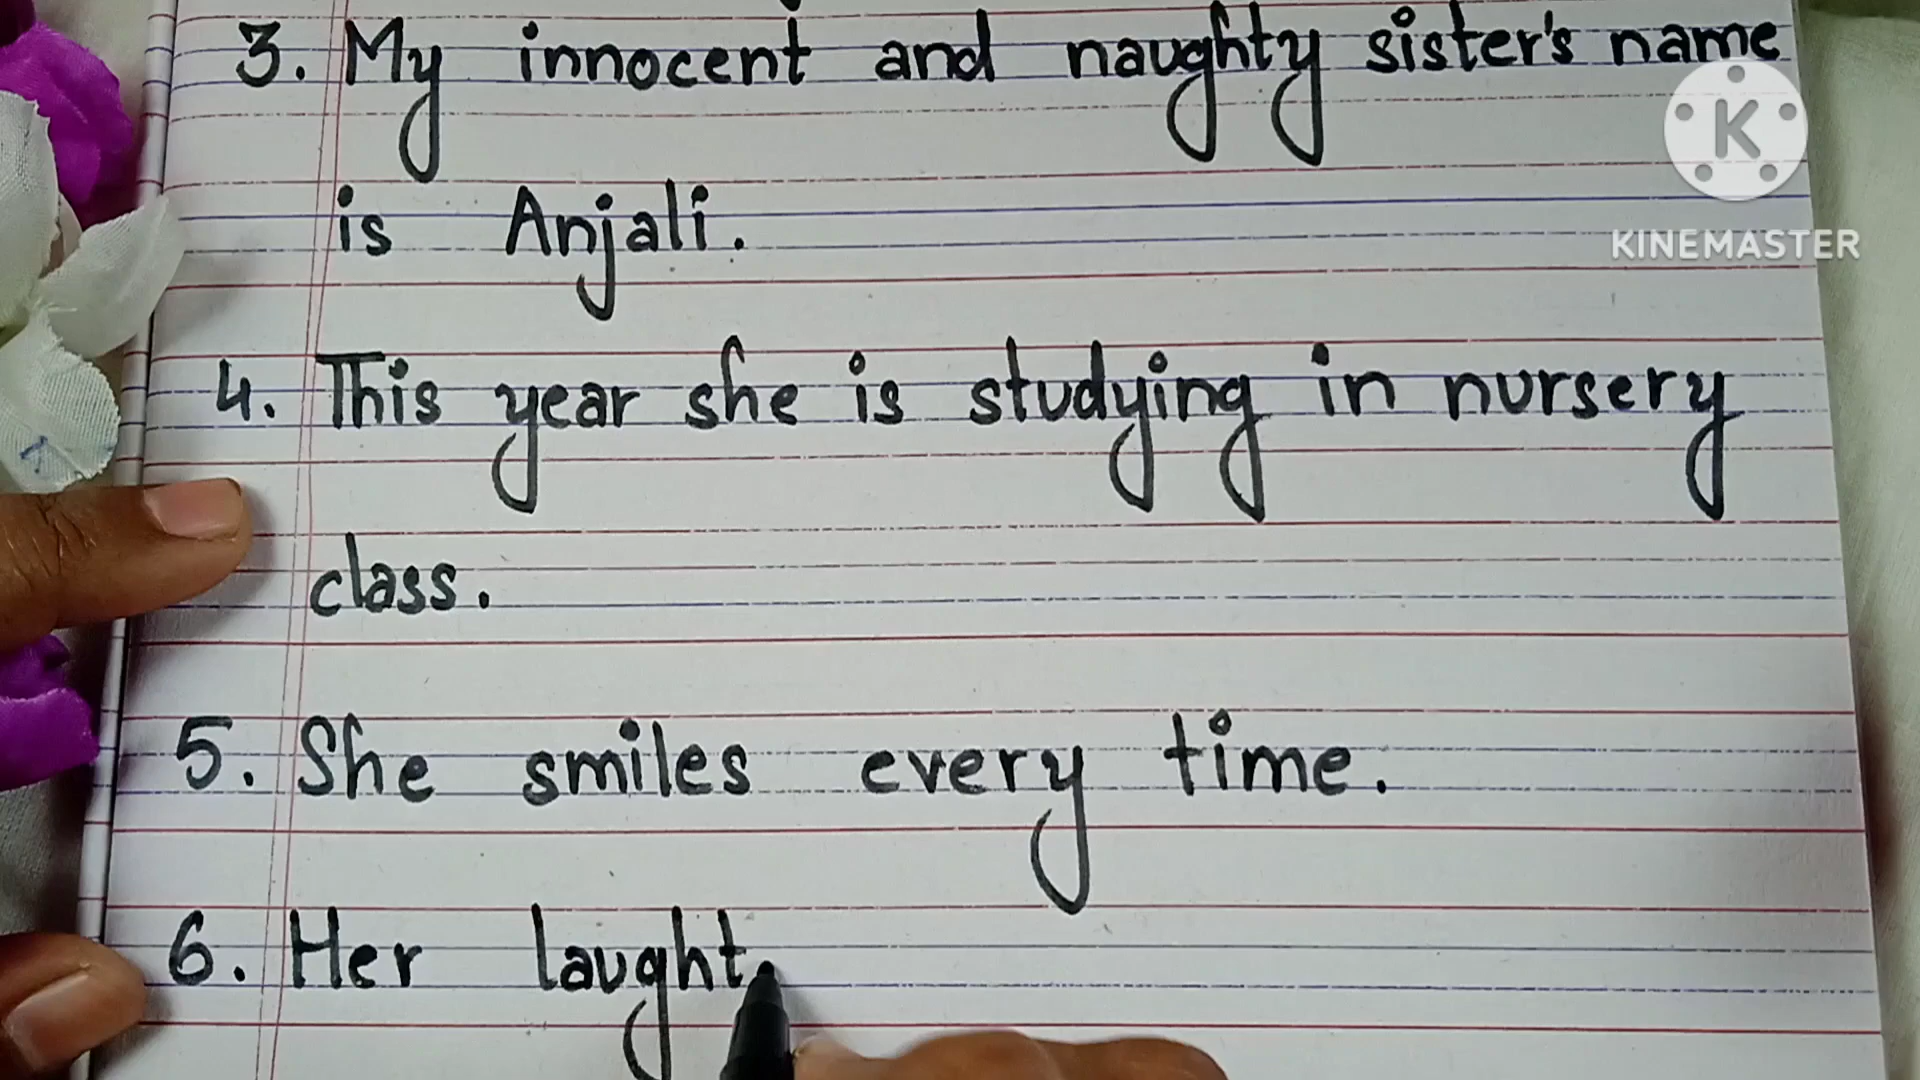 3. My innocent and naughty sister's name
K
KINEMASTER
is Anjali.
4. This year she is studying in nursery
class.
5. She smiles every time.
6. Her laught